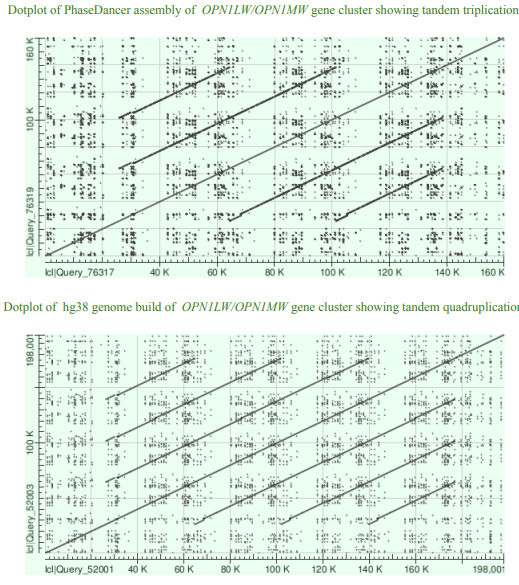 Dotplot of PhaseDancer assembly of OPN1LW/OPN1MW gene cluster showing tandem triplication
160 K
100 K
lcl|Query_76319
lcl|Query_76317 40 K 60 K 80 K 100 K 120 K 140 K 160 K
Dotplot of hg38 genome build of OPN1LW/OPN1MW gene cluster showing tandem quadruplication
198,001
100 K
lcl|Query_52003
lcl|Query_52001 40 K 60 K 80 K 100 K 120 K 140 K 160 K 198,001